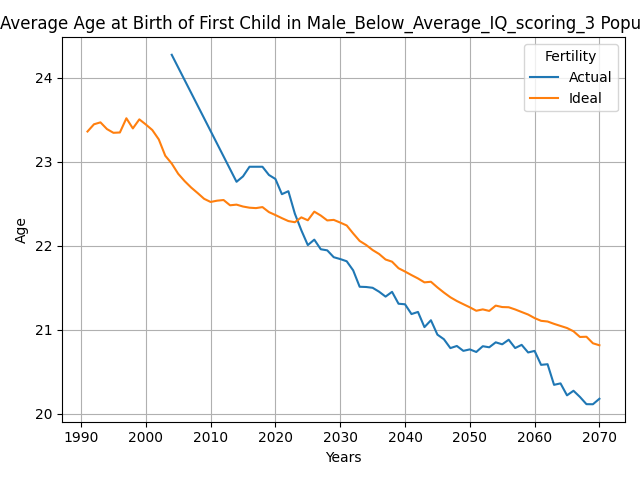 Average Age at Birth of First Child in Male_Below_Average_IQ_scoring_3 Popu
Fertility
Actual
Ideal
24
23
22
21
20
Age
1990 2000 2010 2020 2030 2040 2050 2060 2070
Years